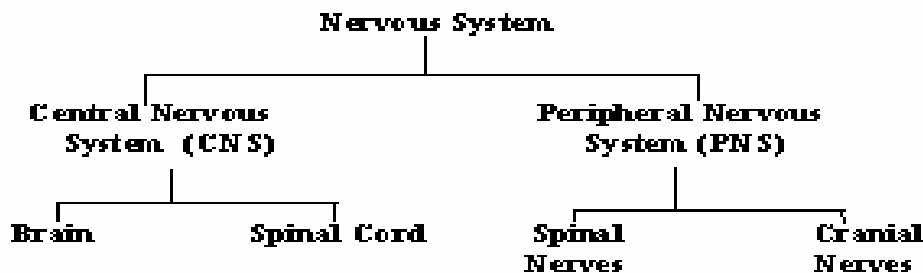 Nervous System
Central Nervous
System (CNS)
Peripheral Nervous
System (PNS)
Brain
Spinal Cord
Spinal
Nerves
Cranial
Nerves